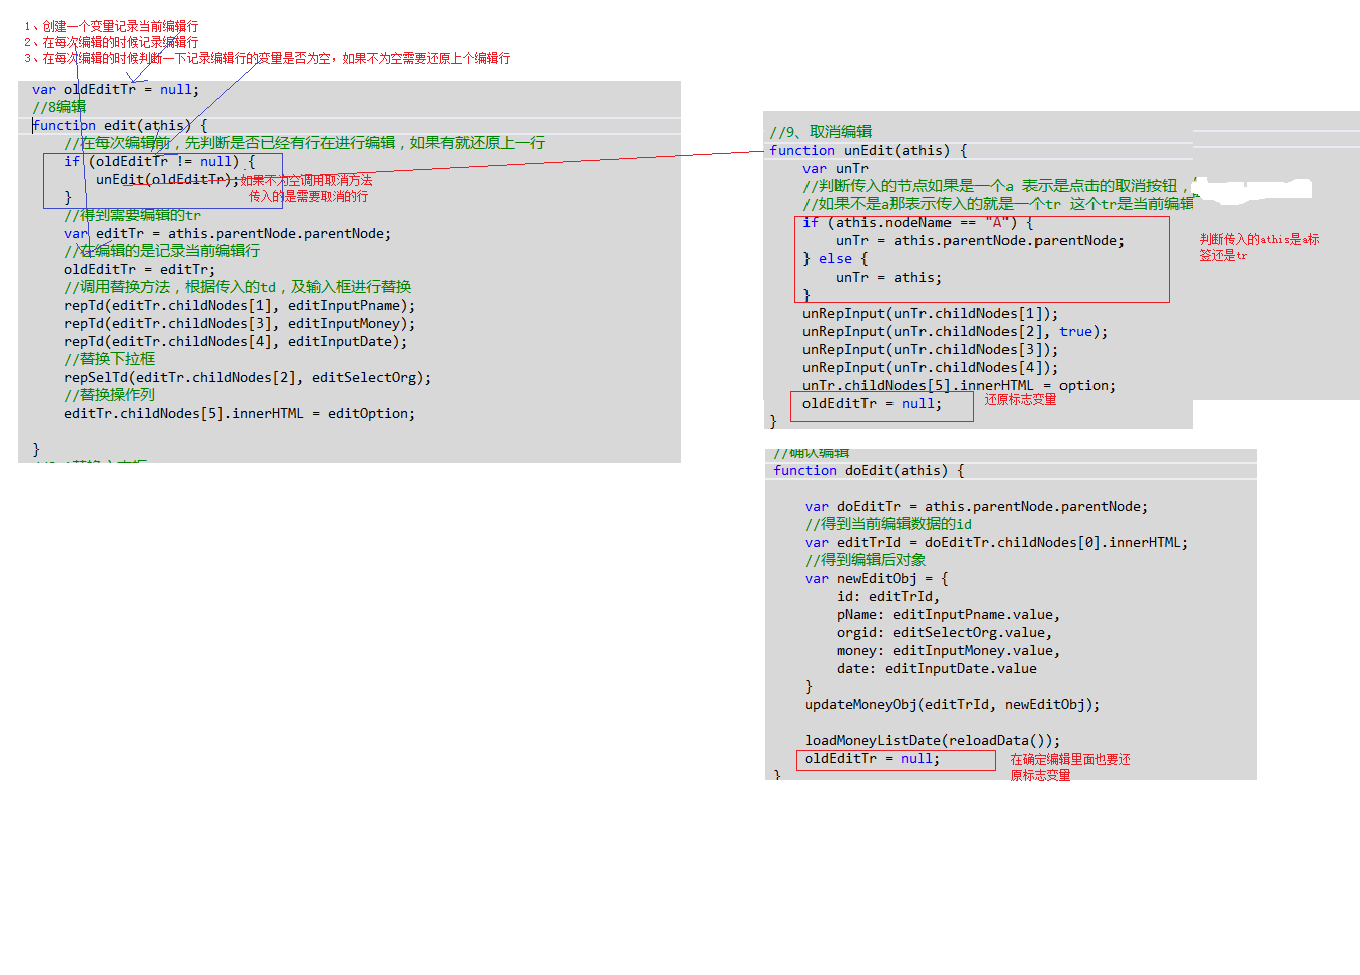 1、创建一个变量记录当前编辑行
2、在每次编辑的时候记录编辑行
3、在每次编辑的时候判断一下记录编辑行的变量是否为空，如果不为空需要还原上个编辑行
var oldEditTr = null;
//8编辑
function edit(athis) {
//在每次编辑前，先判断是否已经有行在进行编辑，如果有就还原上一行
if (oldEditTr != null) {
unEdit(oldEditTr);如果不为空调用取消方法
}
传入的是需要取消的行
//得到需要编辑的tr
var editTr = athis.parentNode.parentNode;
//在编辑的是记录当前编辑行
oldEditTr = editTr;
//调用替换方法，根据传入的td，及输入框进行替换
repTd(editTr.childNodes[1], editInputPname);
repTd(editTr.childNodes[3], editInputMoney);
repTd(editTr.childNodes[4], editInputDate);
//替换下拉框
repSelTd(editTr.childNodes[2], editSelectOrg);
//替换操作列
editTr.childNodes[5].innerHTML = editOption;
}
//9、取消编辑
function unEdit(athis) {
var unTr
//判断传入的节点如果是一个a 表示是点击的取消按钮，
//如果不是a那表示传入的就是一个tr 这个tr是当前编辑
if (athis.nodeName == "A") {
unTr = athis.parentNode.parentNode;
} else {
unTr = athis;
}
判断传入的athis是a标
签还是tr
unRepInput(unTr.childNodes[1]);
unRepInput(unTr.childNodes[2], true);
unRepInput(unTr.childNodes[3]);
unRepInput(unTr.childNodes[4]);
unTr.childNodes[5].innerHTML = option;
oldEditTr = null;
还原标志变量
}
//确认编辑
function doEdit(athis) {
var doEditTr = athis.parentNode.parentNode;
//得到当前编辑数据的id
var editTrId = doEditTr.childNodes[0].innerHTML;
//得到编辑后对象
var newEditObj = {
id: editTrId,
pName: editInputPname.value,
orgid: editSelectOrg.value,
money: editInputMoney.value,
date: editInputDate.value
}
updateMoneyObj(editTrId, newEditObj);
loadMoneyListDate(reloadData());
oldEditTr = null;
在确定编辑里面也要还
原标志变量
}